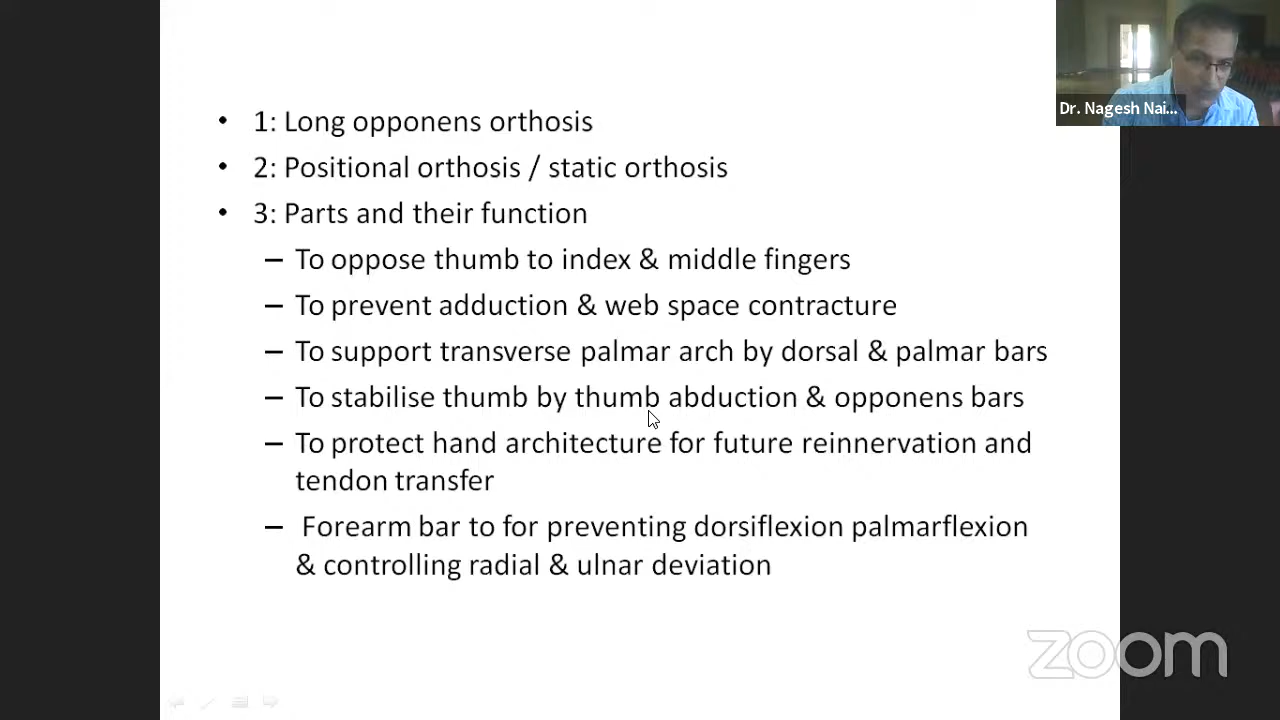 Dr. Nagesh Nai...
• 1: Long opponens orthosis
• 2: Positional orthosis / static orthosis
• 3: Parts and their function
– To oppose thumb to index & middle fingers
– To prevent adduction & web space contracture
– To support transverse palmar arch by dorsal & palmar bars
– To stabilise thumb by thumb abduction & opponens bars
– To protect hand architecture for future reinnervation and
tendon transfer
– Forearm bar to for preventing dorsiflexion palmarflexion
& controlling radial & ulnar deviation
zoom